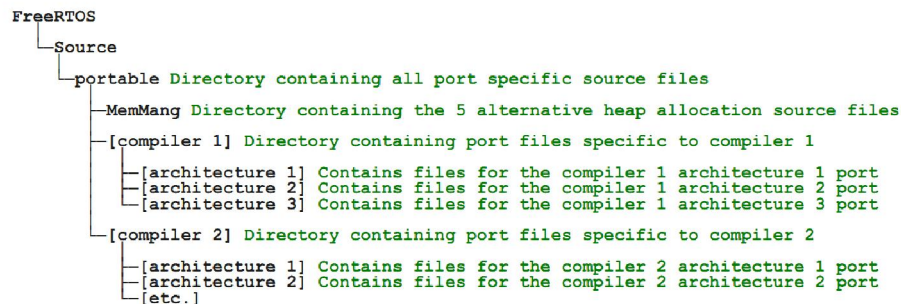 FreeRTOS
Source
portable Directory containing all port specific source files
MemMang Directory containing the 5 alternative heap allocation source files
[compiler 1] Directory containing port files specific to compiler 1
[architecture 1] Contains files for the compiler 1 architecture 1 port
[architecture 2] Contains files for the compiler 1 architecture 2 port
[architecture 3] Contains files for the compiler 1 architecture 3 port
[compiler 2] Directory containing port files specific to compiler 2
[architecture 1] Contains files for the compiler 2 architecture 1 port
[architecture 2] Contains files for the compiler 2 architecture 2 port
[etc.]